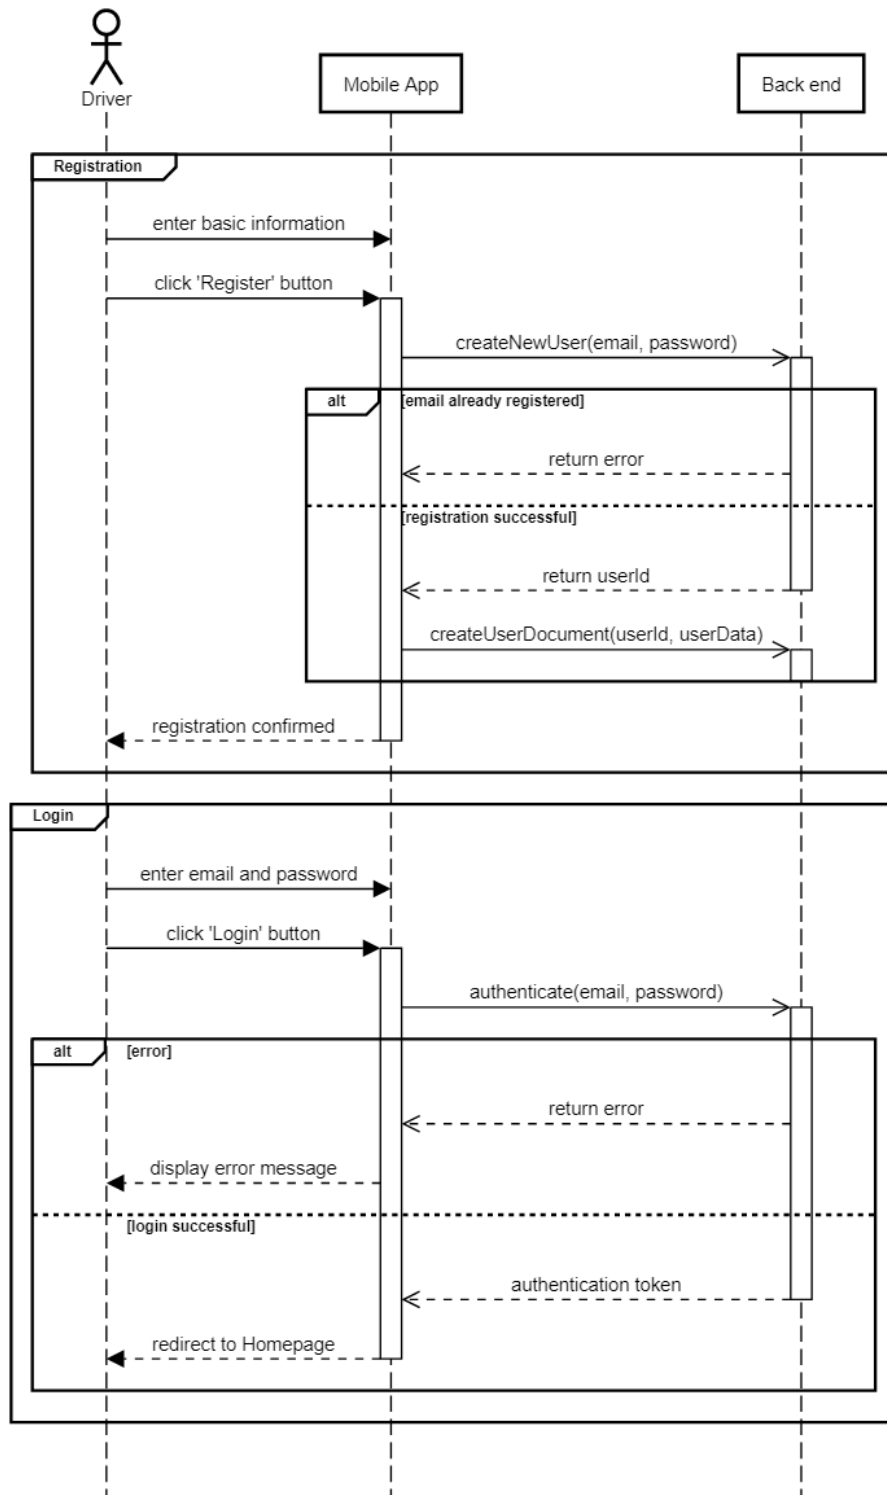 Driver
Mobile App
Back end
Registration
enter basic information
click 'Register' button
createNewUser(email, password)
alt
[email already registered]
return error
[registration successful]
return userId
createUserDocument(userId, userData)
registration confirmed
Login
enter email and password
click 'Login' button
authenticate(email, password)
alt
[error]
return error
display error message
[login successful]
authentication token
redirect to Homepage